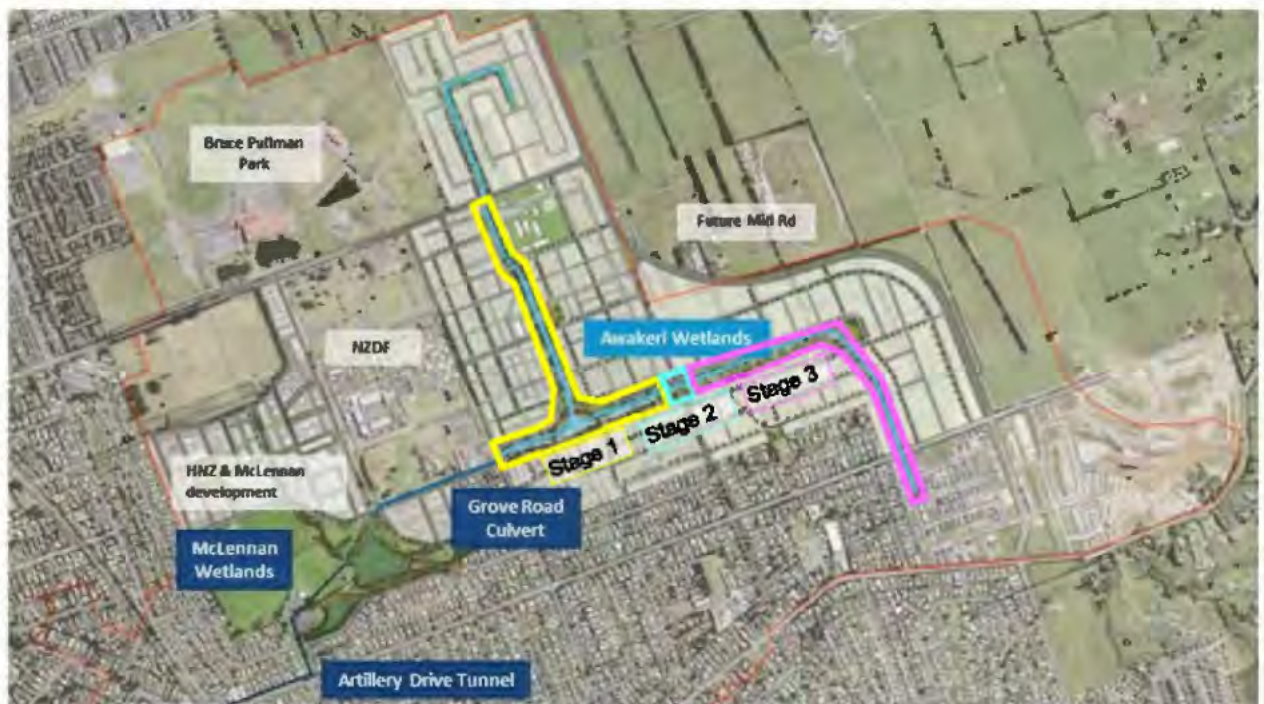 Bruce Pullman
Park
Future Mill Rd
NZDF
Awakeri Wetlands
Stage 3
Stage 2
Stage 1
HNZ & McLennan
development
Grove Road
Culvert
McLennan
Wetlands
Artillery Drive Tunnel